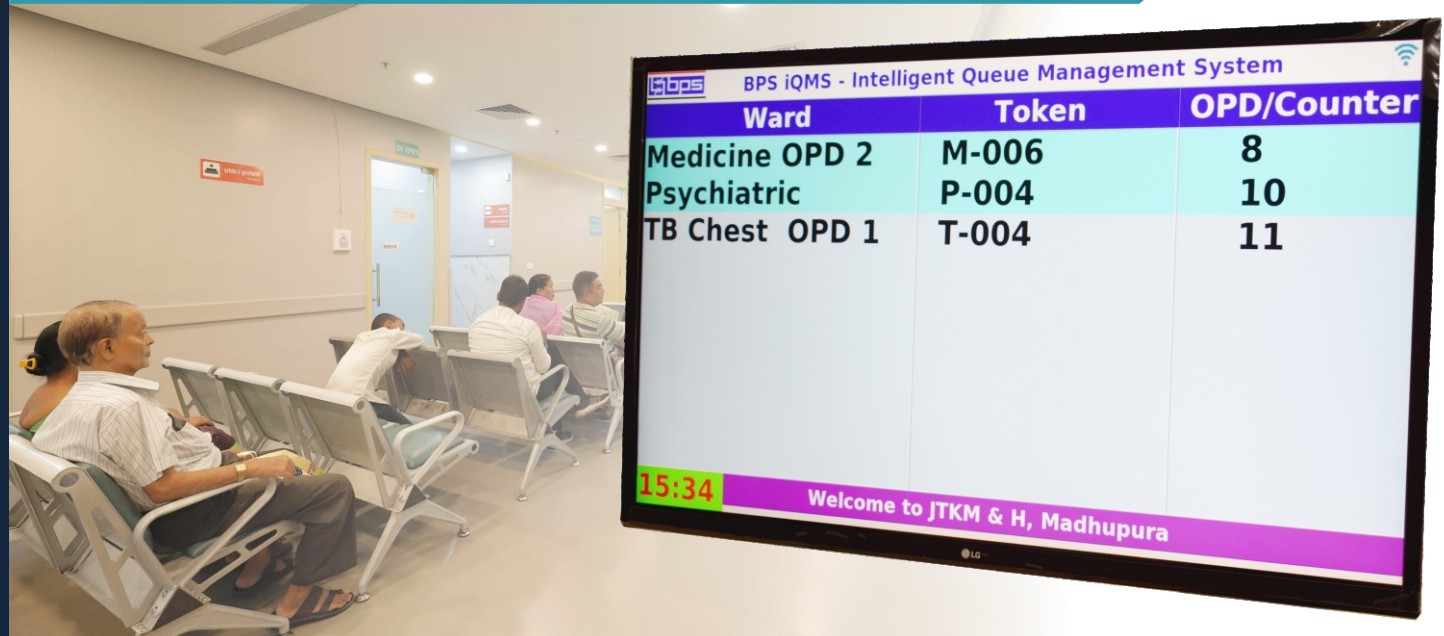 bps
BPS iQMS - Intelligent Queue Management System
Ward Token OPD/Counter
Medicine OPD 2 M-006 8
Psychiatric P-004 10
TB Chest OPD 1 T-004 11
15:34 Welcome to JTKM & H, Madhupura
LG